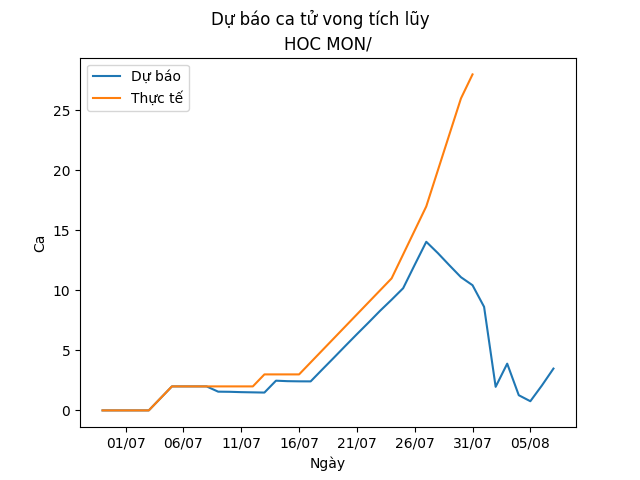 Dự báo ca tử vong tích lũy
HOC MON/
Dự báo
Thực tế
25
20
15
10
5
0
Ca
01/07 06/07 11/07 16/07 21/07 26/07 31/07 05/08
Ngày